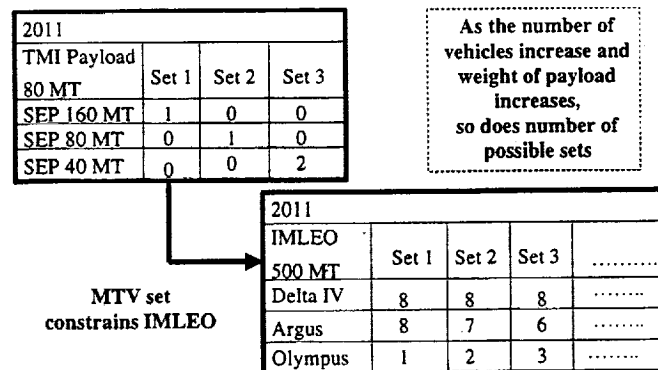 2011
TMI Payload
80 MT
Set 1 Set 2 Set 3
SEP 160 MT 1 0 0
SEP 80 MT 0 1 0
SEP 40 MT 0 0 2
As the number of
vehicles increase and
weight of payload
increases,
so does number of
possible sets
MTV set
constrains IMLEO
2011
IMLEO
500 MT
Set 1 Set 2 Set 3 ..........
Delta IV 8 8 8 ........
Argus 8 7 6 ........
Olympus 1 2 3 ........